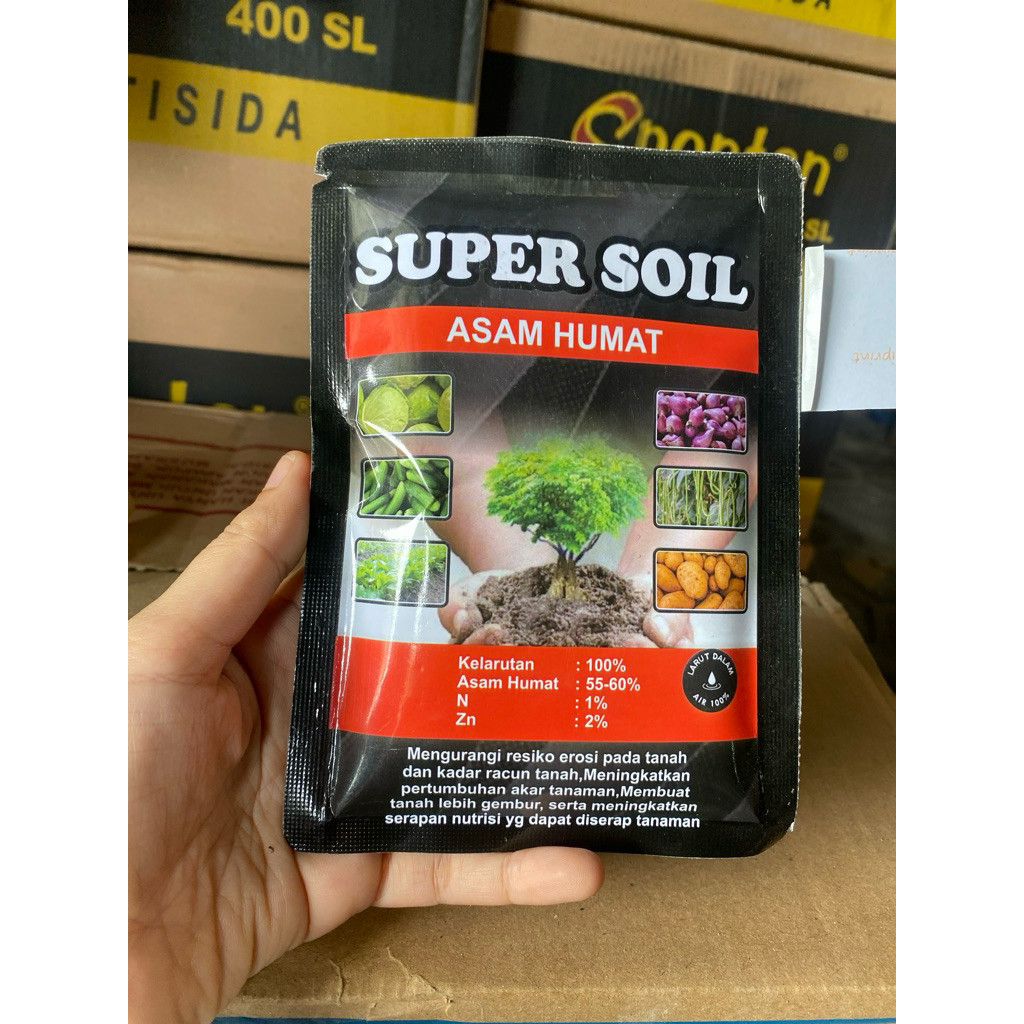 400 SL
TISIDA
Spontan®
SL
SUPER SOIL
ASAM HUMAT
Kelarutan : 100%
Asam Humat : 55-60%
N : 1%
Zn : 2%
LARUT DALAM
AIR 100%
Mengurangi resiko erosi pada tanah
dan kadar racun tanah,Meningkatkan
pertumbuhan akar tanaman,Membuat
tanah lebih gembur, serta meningkatkan
serapan nutrisi yg dapat diserap tanaman